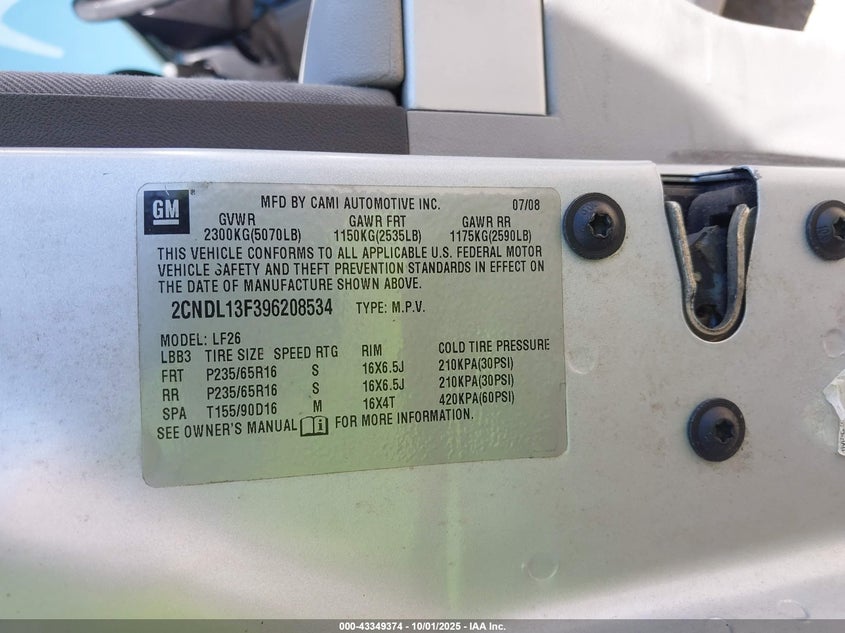 GM
MFD BY CAMI AUTOMOTIVE INC. 07/08
GVWR GAWR FRT GAWR RR
2300KG(5070LB) 1150KG(2535LB) 1175KG(2590LB)
THIS VEHICLE CONFORMS TO ALL APPLICABLE U.S. FEDERAL MOTOR
VEHICLE SAFETY AND THEFT PREVENTION STANDARDS IN EFFECT ON
THE DATE OF MANUFACTURE SHOWN ABOVE.
2CNDL13F396208534 TYPE: M.P.V.
MODEL: LF26
LBB3 TIRE SIZE SPEED RTG RIM COLD TIRE PRESSURE
FRT P235/65R16 S 16X6.5J 210KPA(30PSI)
RR P235/65R16 S 16X6.5J 210KPA(30PSI)
SPA T155/90D16 M 16X4T 420KPA(60PSI)
SEE OWNER'S MANUAL FOR MORE INFORMATION.
000-43349374 | 10/01/2025 - IAA Inc.